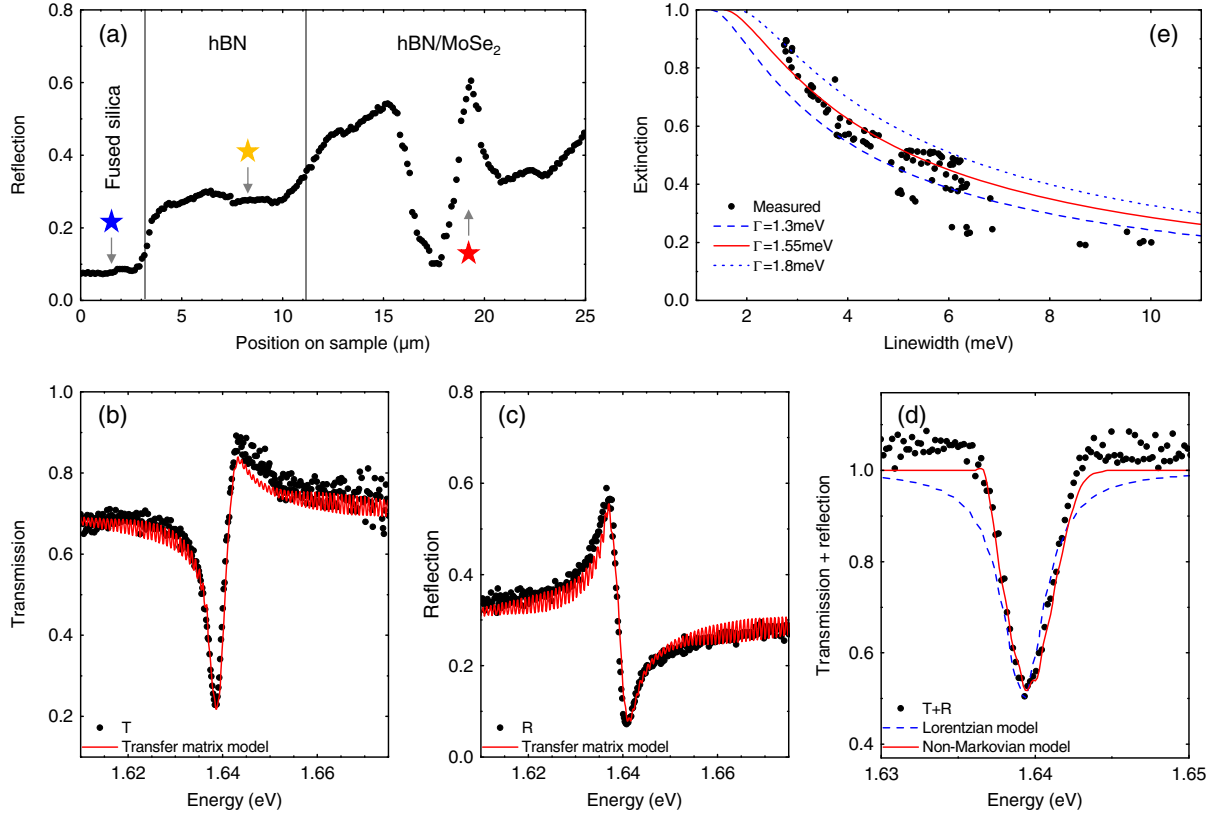 (a)
hBN
hBN/MoSe₂
Fused silica
Reflection
0.8
0.6
0.4
0.2
0.0
0 5 10 15 20 25
Position on sample (µm)
(e)
Extinction
1.0
0.8
0.6
0.4
0.2
0.0
Measured
Γ=1.3meV
Γ=1.55meV
Γ=1.8meV
2 4 6 8 10
Linewidth (meV)
(b)
Transmission
1.0
0.8
0.6
0.4
0.2
T
Transfer matrix model
1.62 1.64 1.66
Energy (eV)
(c)
Reflection
0.8
0.6
0.4
0.2
0.0
R
Transfer matrix model
1.62 1.64 1.66
Energy (eV)
(d)
Transmission + relection
1.0
0.8
0.6
0.4
T+R
Lorentzian model
Non-Markovian model
1.63 1.64 1.65
Energy (eV)